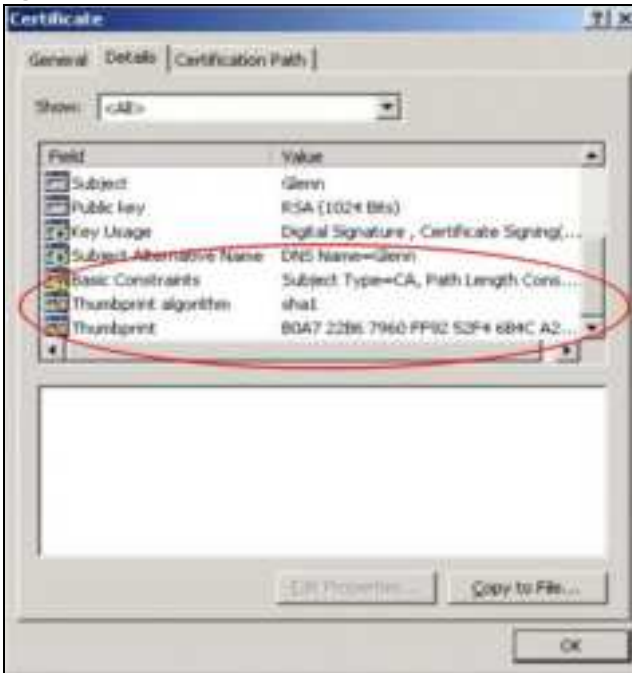 Certificate
General Details Certification Path
Show: <All>
Field Value
Subject Glenn
Public key RSA (1024 Bits)
Key Usage Digital Signature , Certificate Signing(...
Subject Alternative Name DNS Name=Glenn
Basic Constraints Subject Type=CA, Path Length Cons...
Thumbprint algorithm sha1
Thumbprint 80A7 22B6 7960 FF92 52F4 6B4C A2...
Edit Properties...
Copy to File...
OK